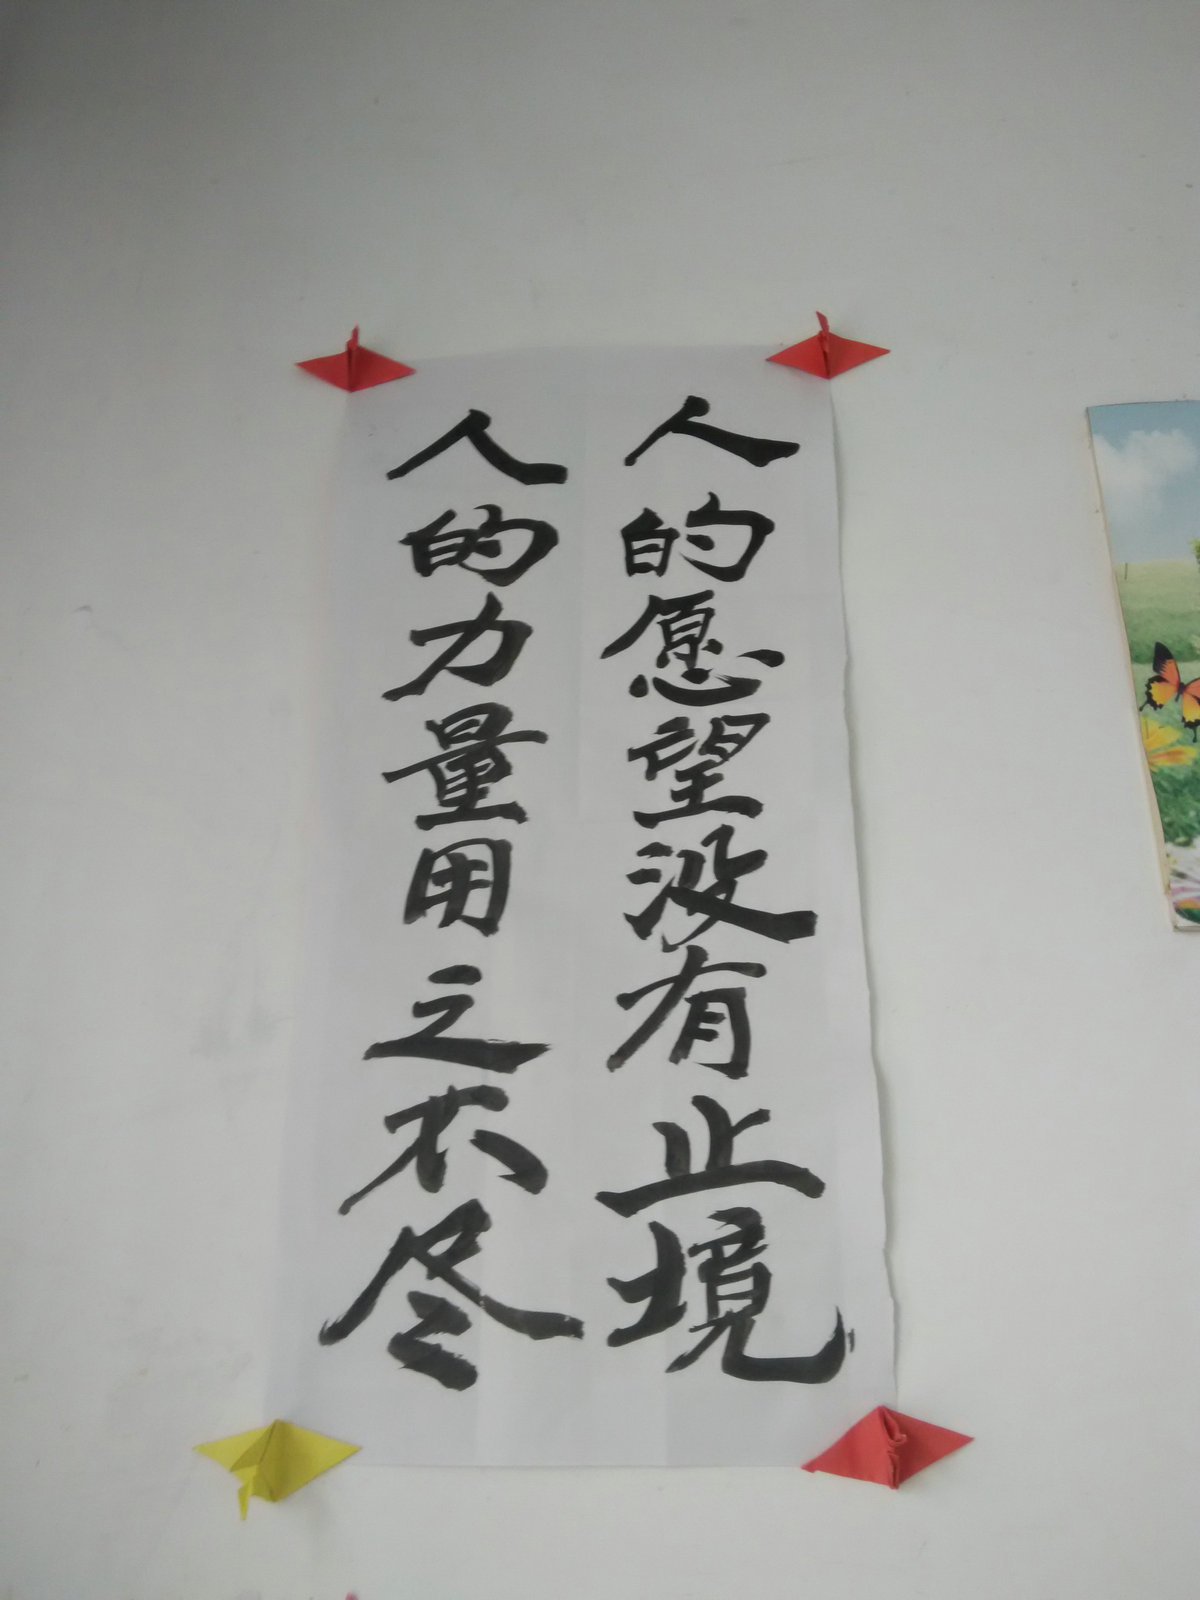 人的愿望没有止境
人的力量用之不尽